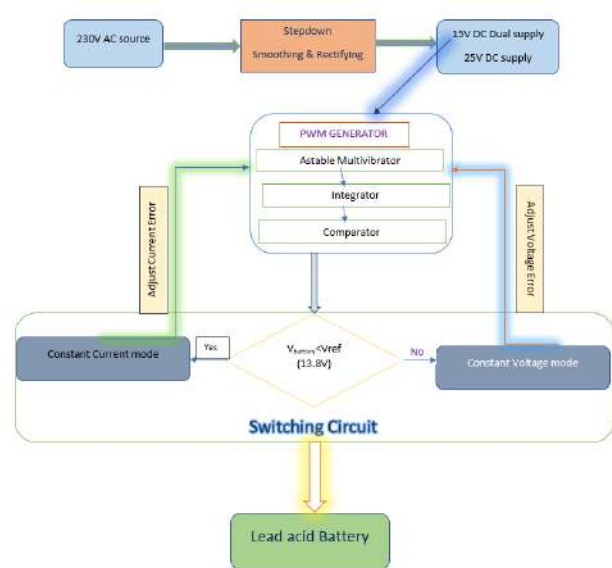 230V AC source
Stepdown
Smoothing & Rectifying
15V DC Dual supply
25V DC supply
PWM GENERATOR
Astable Multivibrator
Integrator
Comparator
Adjust Current Error
Adjust Voltage Error
Constant Current mode
Yes
V_Battery<Vref
(13.8V)
No
Constant Voltage mode
Switching Circuit
Lead acid Battery